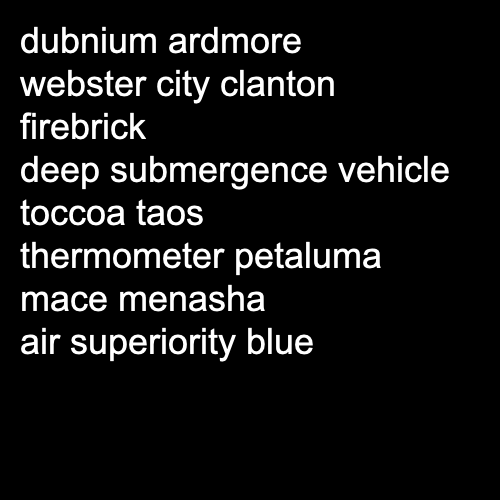 dubnium ardmore
webster city clanton
firebrick
deep submergence vehicle
toccoa taos
thermometer petaluma
mace menasha
air superiority blue